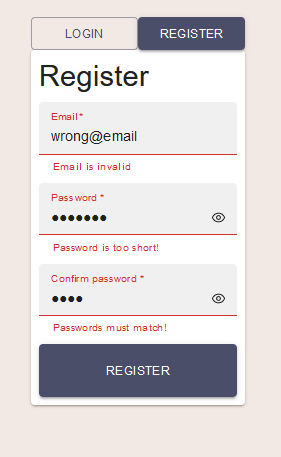 LOGIN REGISTER
Register
Email*
wrong@email
Email is invalid
Password *
•••••••
Password is too short!
Confirm password *
••••
Passwords must match!
REGISTER